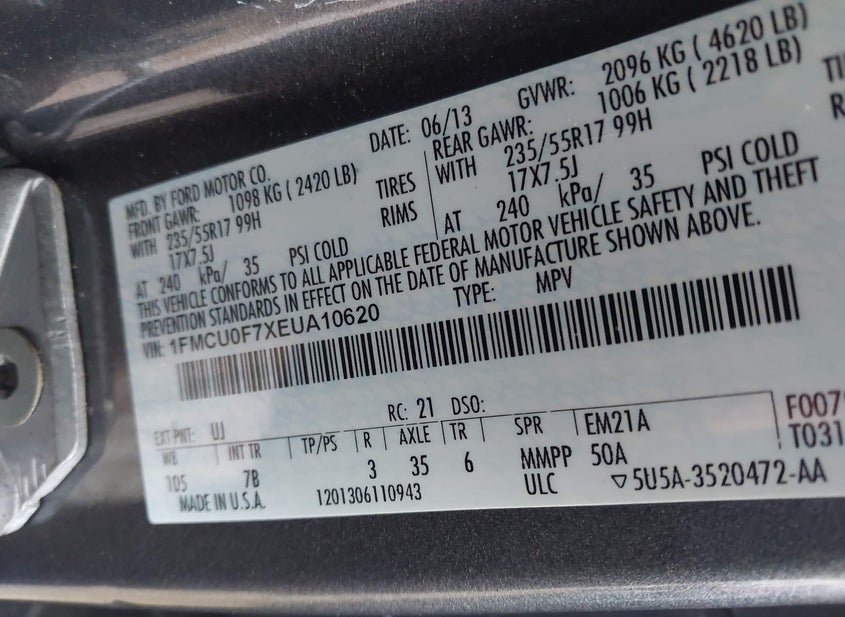 MFD. BY FORD MOTOR CO.
DATE: 06/13
GVWR: 2096 KG ( 4620 LB)
FRONT GAWR: 1098 KG ( 2420 LB)
REAR GAWR: 1006 KG ( 2218 LB)
WITH 235/55R17 99H TIRES
WITH 235/55R17 99H
17X7.5J RIMS
17X7.5J
AT 240 kPa/ 35 PSI COLD
AT 240 kPa/ 35 PSI COLD
THIS VEHICLE CONFORMS TO ALL APPLICABLE FEDERAL MOTOR VEHICLE SAFETY AND THEFT
PREVENTION STANDARDS IN EFFECT ON THE DATE OF MANUFACTURE SHOWN ABOVE.
VIN: 1FMCU0F7XEUA10620
TYPE: MPV
EXT PNT: UJ RC: 21 DSO:
WB INT TR TP/PS R AXLE TR SPR EM21A
105 7B 3 35 6 MMPP 50A
ULC
F007
T031
MADE IN U.S.A. 1201306110943
▽5U5A-3520472-AA